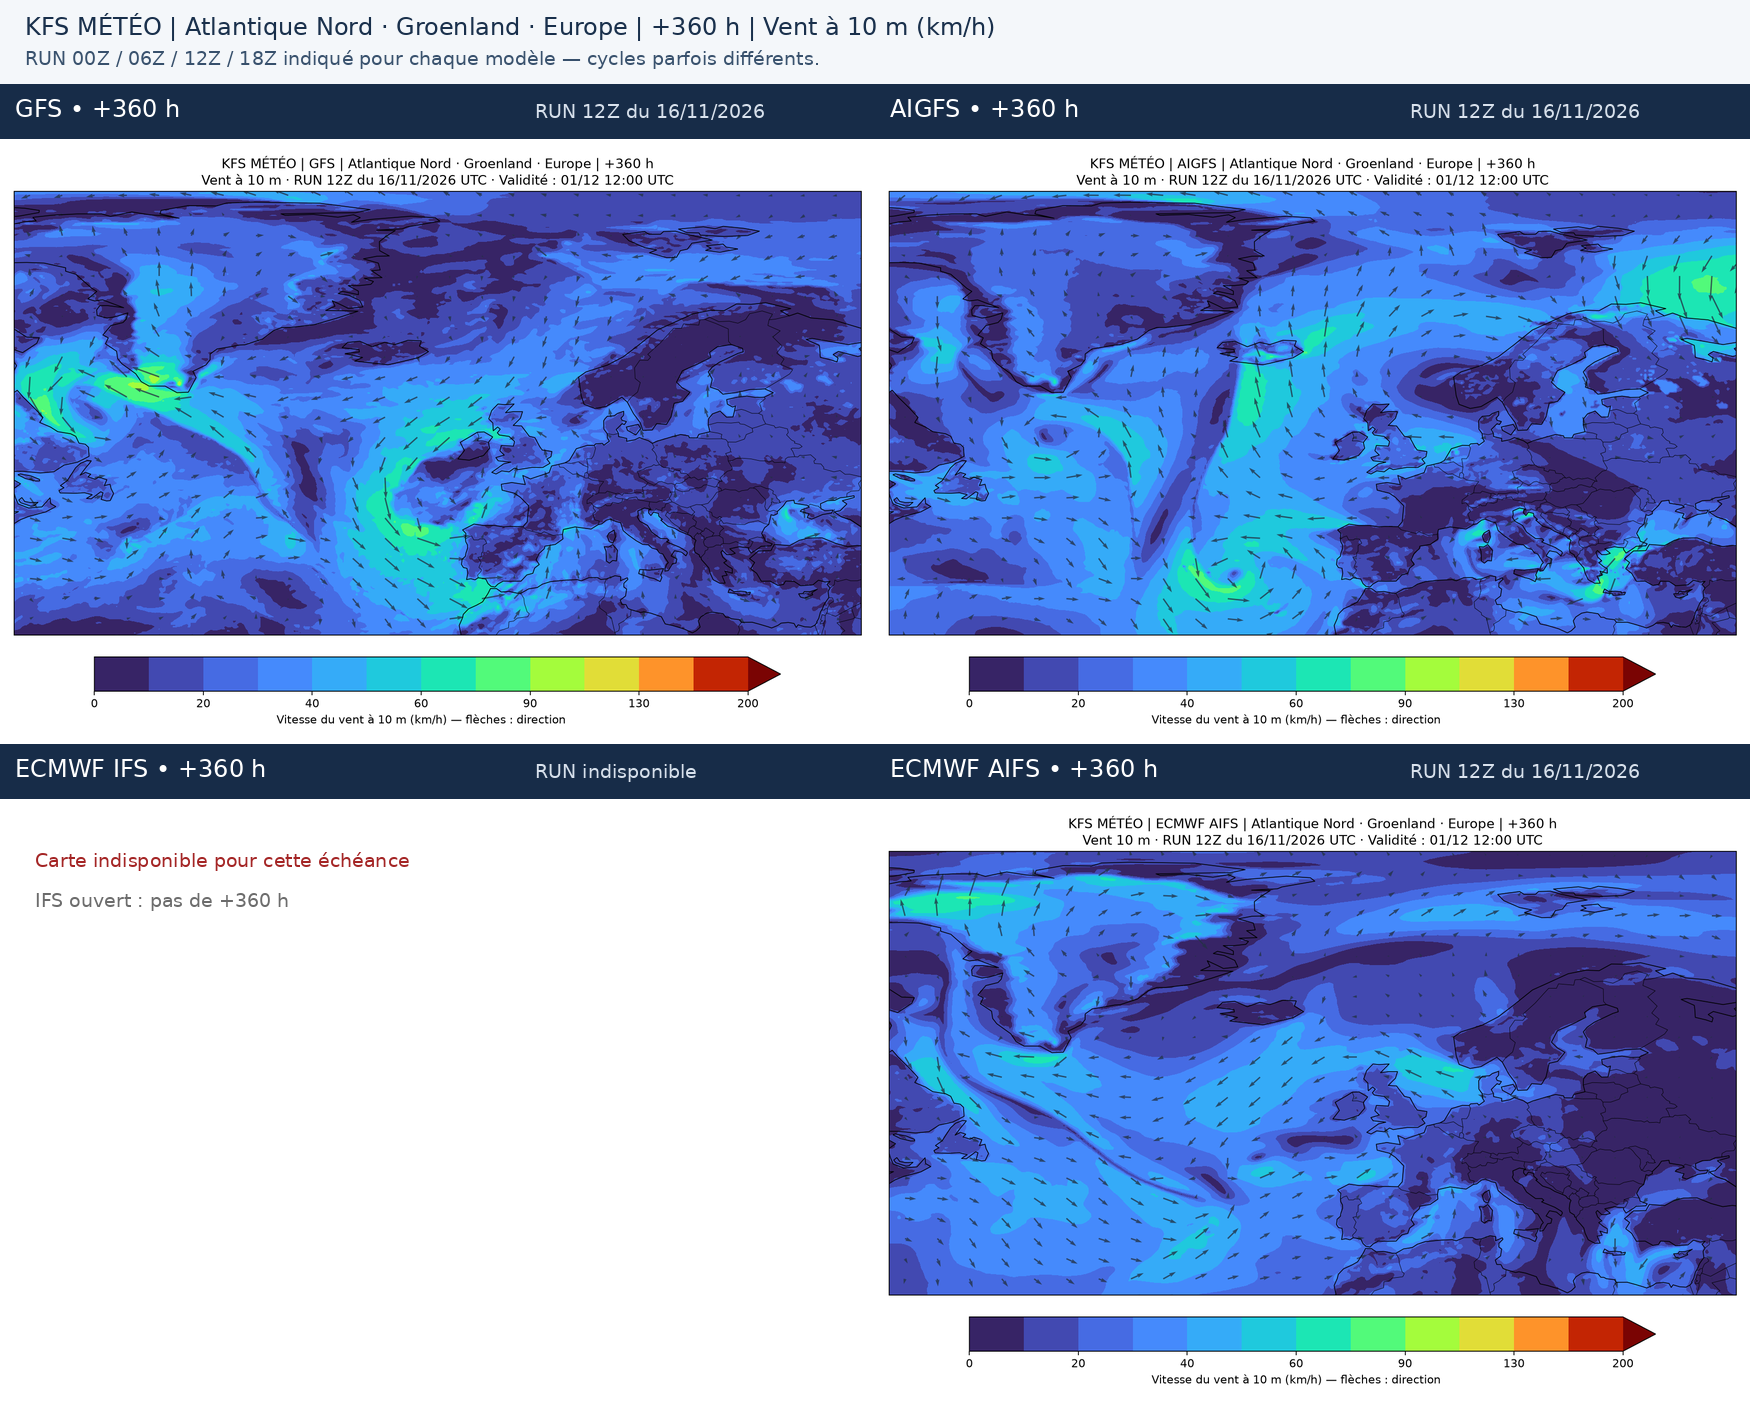 KFS MÉTÉO | Atlantique Nord · Groenland · Europe | +360 h | Vent à 10 m (km/h)
RUN 00Z / 06Z / 12Z / 18Z indiqué pour chaque modèle — cycles parfois différents.
GFS • +360 h
RUN 12Z du 16/11/2026
KFS MÉTÉO | GFS | Atlantique Nord · Groenland · Europe | +360 h
Vent à 10 m · RUN 12Z du 16/11/2026 UTC · Validité : 01/12 12:00 UTC
0 20 40 60 90 130 200
Vitesse du vent à 10 m (km/h) — flèches : direction
AIGFS • +360 h
RUN 12Z du 16/11/2026
KFS MÉTÉO | AIGFS | Atlantique Nord · Groenland · Europe | +360 h
Vent à 10 m · RUN 12Z du 16/11/2026 UTC · Validité : 01/12 12:00 UTC
0 20 40 60 90 130 200
Vitesse du vent à 10 m (km/h) — flèches : direction
ECMWF IFS • +360 h
RUN indisponible
Carte indisponible pour cette échéance
IFS ouvert : pas de +360 h
ECMWF AIFS • +360 h
RUN 12Z du 16/11/2026
KFS MÉTÉO | ECMWF AIFS | Atlantique Nord · Groenland · Europe | +360 h
Vent 10 m · RUN 12Z du 16/11/2026 UTC · Validité : 01/12 12:00 UTC
0 20 40 60 90 130 200
Vitesse du vent à 10 m (km/h) — flèches : direction